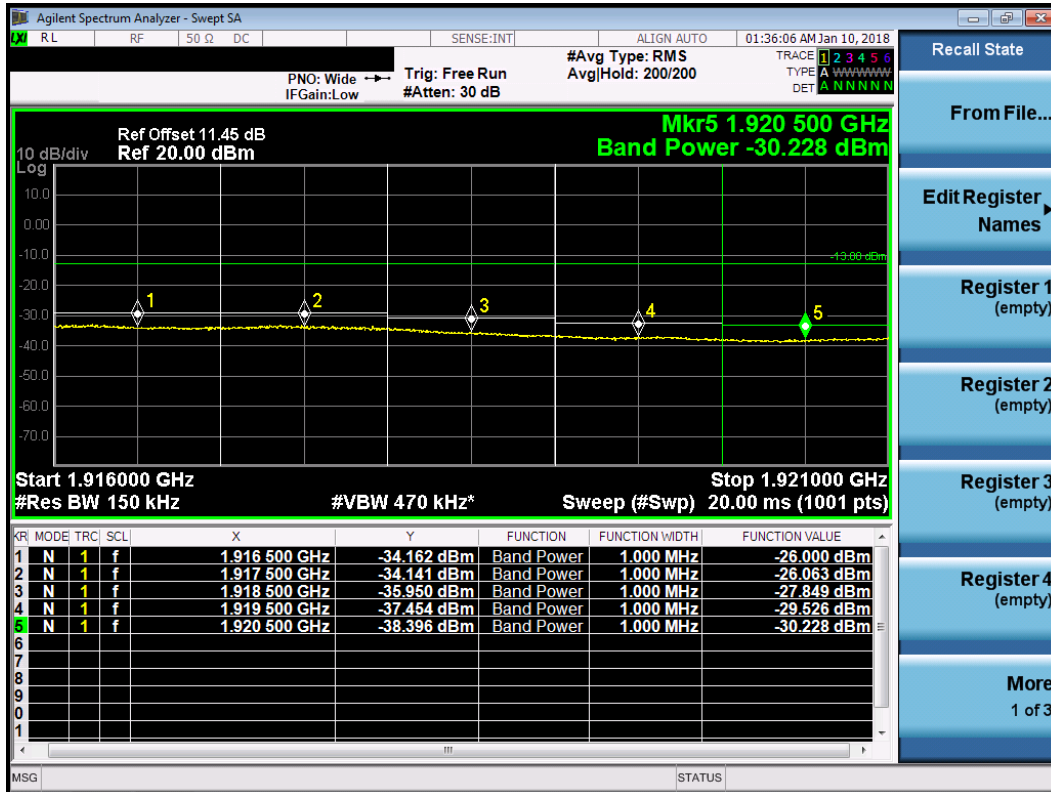 Agilent Spectrum Analyzer - Swept SA
LXI RL RF 50 Ω DC SENSE:INT ALIGN AUTO 01:36:06 AM Jan 10, 2018
PNO: Wide Trig: Free Run #Avg Type: RMS TRACE 1 2 3 4 5 6
IFGain:Low #Atten: 30 dB Avg|Hold: 200/200 TYPE A WWWWW
DET A N N N N N
Ref Offset 11.45 dB Mkr5 1.920 500 GHz
10 dB/div Ref 20.00 dBm Band Power -30.228 dBm
Log
10.0
0.00
-10.0
-13.00 dBm
-20.0
1 2 3 4 5
-30.0
-40.0
-50.0
-60.0
-70.0
Start 1.916000 GHz Stop 1.921000 GHz
#Res BW 150 kHz #VBW 470 kHz* Sweep (#Swp) 20.00 ms (1001 pts)
KR MODE TRC SCL X Y FUNCTION FUNCTION WIDTH FUNCTION VALUE
1 N 1 f 1.916 500 GHz -34.162 dBm Band Power 1.000 MHz -26.000 dBm
2 N 1 f 1.917 500 GHz -34.141 dBm Band Power 1.000 MHz -26.063 dBm
3 N 1 f 1.918 500 GHz -35.950 dBm Band Power 1.000 MHz -27.849 dBm
4 N 1 f 1.919 500 GHz -37.454 dBm Band Power 1.000 MHz -29.526 dBm
5 N 1 f 1.920 500 GHz -38.396 dBm Band Power 1.000 MHz -30.228 dBm
6
7
8
9
0
1
MSG STATUS
Recall State
From File...
Edit Register
Names
Register 1
(empty)
Register 2
(empty)
Register 3
(empty)
Register 4
(empty)
More
1 of 3